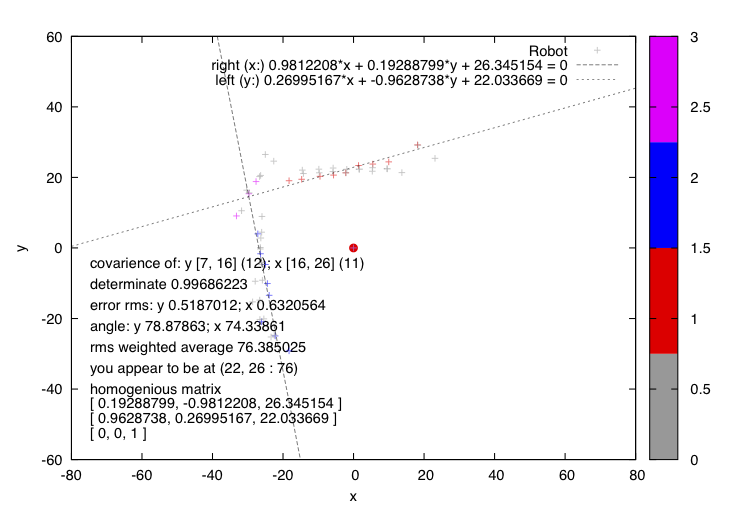 Robot
right (x:) 0.9812208*x + 0.19288799*y + 26.345154 = 0
left (y:) 0.26995167*x + -0.9628738*y + 22.033669 = 0
60
40
20
0
-20
-40
-60
y
covarience of: y [7, 16] (12); x [16, 26] (11)
determinate 0.99686223
error rms: y 0.5187012; x 0.6320564
angle: y 78.87863; x 74.33861
rms weighted average 76.385025
you appear to be at (22, 26 : 76)
homogenious matrix
[ 0.19288799, -0.9812208, 26.345154 ]
[ 0.9628738, 0.26995167, 22.033669 ]
[ 0, 0, 1 ]
-80 -60 -40 -20 0 20 40 60 80
x
3
2.5
2
1.5
1
0.5
0